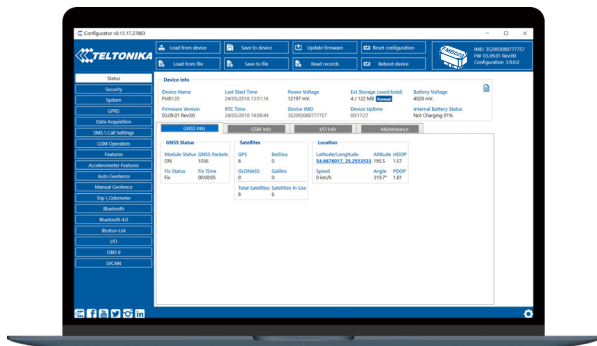 Configurator v0.13.17.27883
TELTONIKA
Load from device
Save to device
Update firmware
Reset configuration
Load from file
Save to file
Read records
Reboot device
FMB120
IMEI 352093080777757
FW 03.09.01 Rev:00
Configuration 3.9.6.0
Status
Security
System
GPRS
Data Acquisition
SMS \ Call Settings
GSM Operators
Features
Accelerometer Features
Auto Geofence
Manual Geofence
Trip \ Odometer
Bluetooth
Bluetooth 4.0
iButton List
I/O
OBD II
LVCAN
Device Info
Device Name
FMB120
Last Start Time
24/05/2018 13:51:16
Power Voltage
12197 mV.
Ext Storage (used/total)
4 / 122 MB Format
Battery Voltage
4028 mV.
Firmware Version
03.09.01 Rev:00
RTC Time
24/05/2018 14:08:44
Device IMEI
352093080777757
Device Uptime
00:17:27
Internal Battery Status
Not Charging 91%
GNSS Info
GSM Info
I/O Info
Maintenance
GNSS Status
Module Status GNSS Packets
ON 1036
Fix Status Fix Time
Fix 00:00:05
Satellites
GPS BeiDou
8 0
GLONASS Galileo
0 0
Total Satellites Satellites In Use
8 6
Location
Latitude/Longitude Altitude HDOP
54.6676017, 25.2553533 195.5 1.57
Speed Angle PDOP
0 km/h 319.7° 1.81